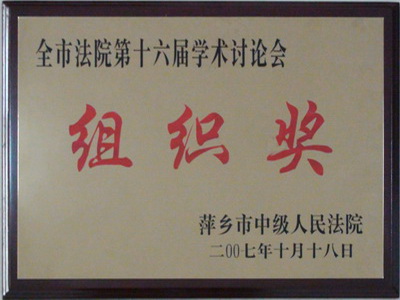 全市法院第十六届学术讨论会
组织奖
萍乡市中级人民法院
二00七年十月十八日